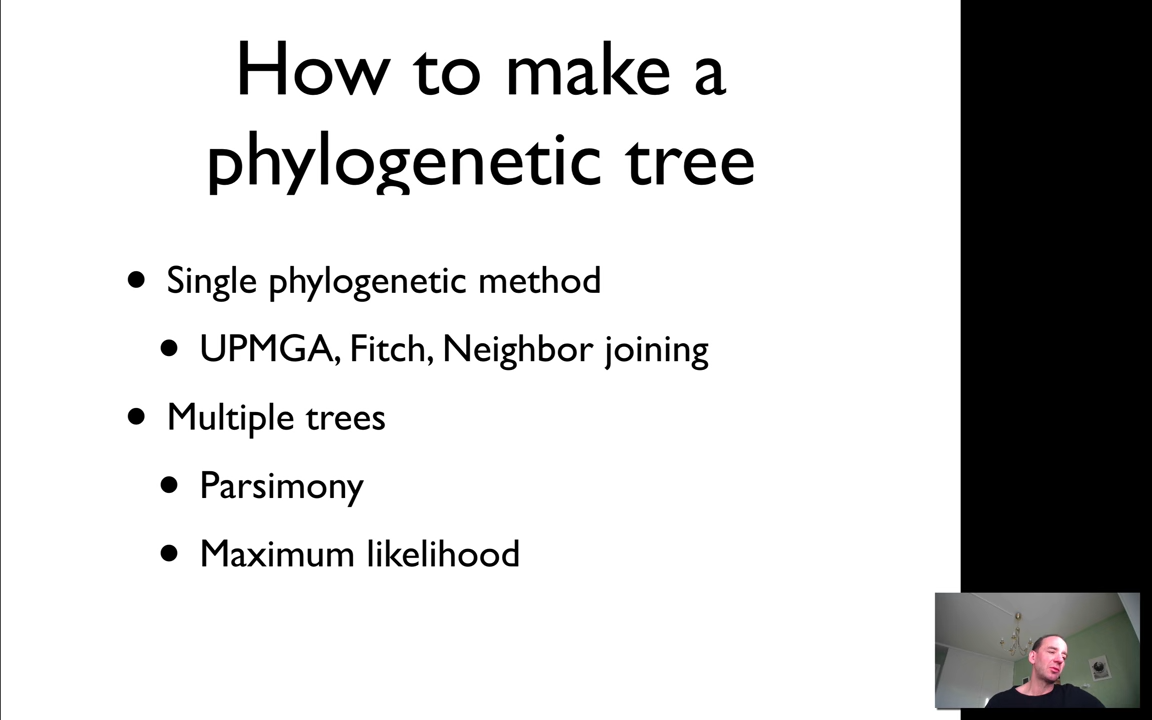 How to make a
phylogenetic tree
• Single phylogenetic method
• UPMGA, Fitch, Neighbor joining
• Multiple trees
• Parsimony
• Maximum likelihood